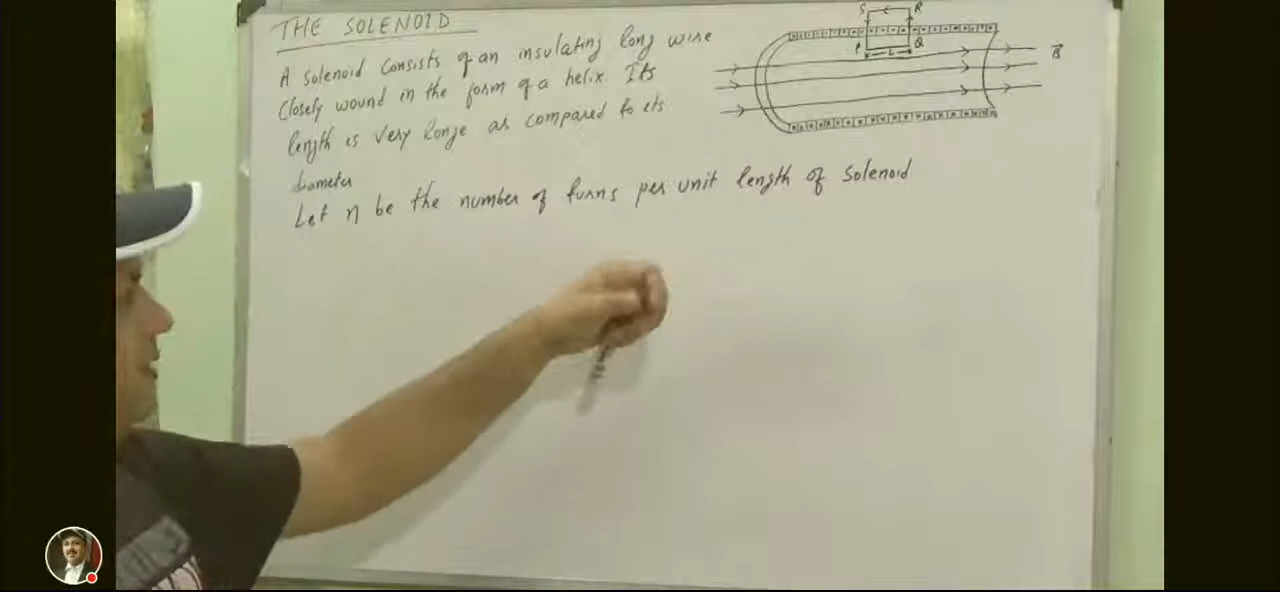 THE SOLENOID
A solenoid consists of an insulating long wire
closely wound in the form of a helix. Its
length is very longe as compared to its
diameter
Let n be the number of turns per unit length of solenoid
S R
P Q
L
B